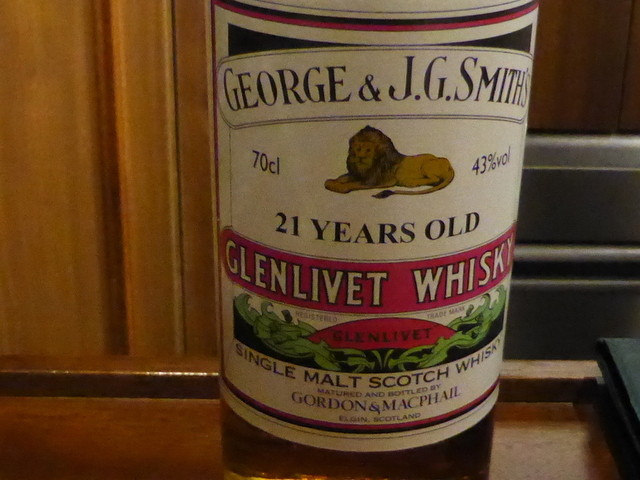 GEORGE & J.G. SMITH'S
70cl 43%vol
21 YEARS OLD
GLENLIVET WHISKY
REGISTERED TRADE MARK
GLENLIVET
SINGLE MALT SCOTCH WHISKY
MATURED AND BOTTLED BY
GORDON & MACPHAIL
ELGIN, SCOTLAND